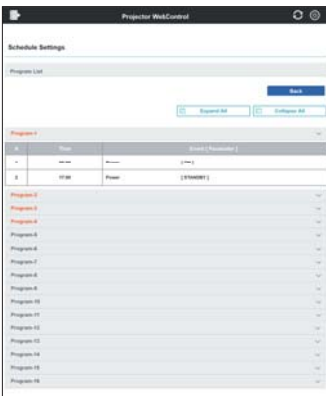 Projector WebControl
Schedule Settings
Program List
Back
Expand All
Collapse All
Program-1
# Time Event [ Parameter ]
2 17:00 Power [ STANDBY ]
Program-2
Program-3
Program-4
Program-5
Program-6
Program-7
Program-8
Program-9
Program-10
Program-11
Program-12
Program-13
Program-14
Program-15
Program-16